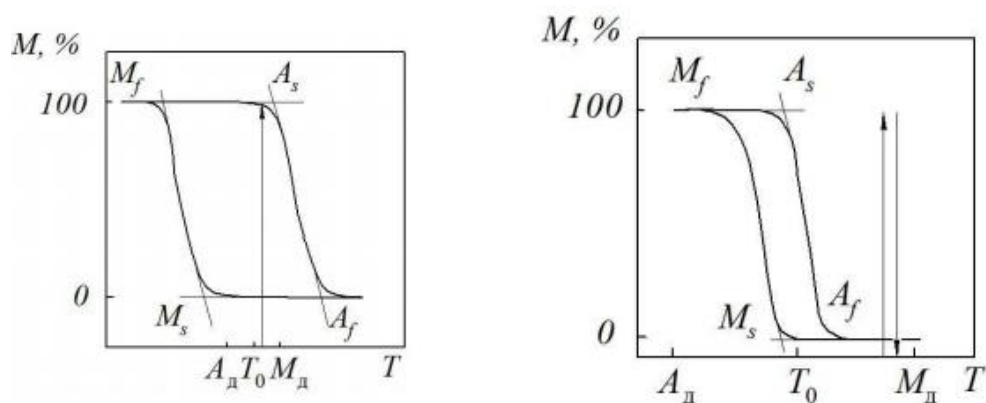 M, %
M_f
A_s
100
0
M_s
A_f
A_д T_0 M_д T
M, %
M_f
A_s
100
M_s
A_f
0
A_д T_0 M_д T